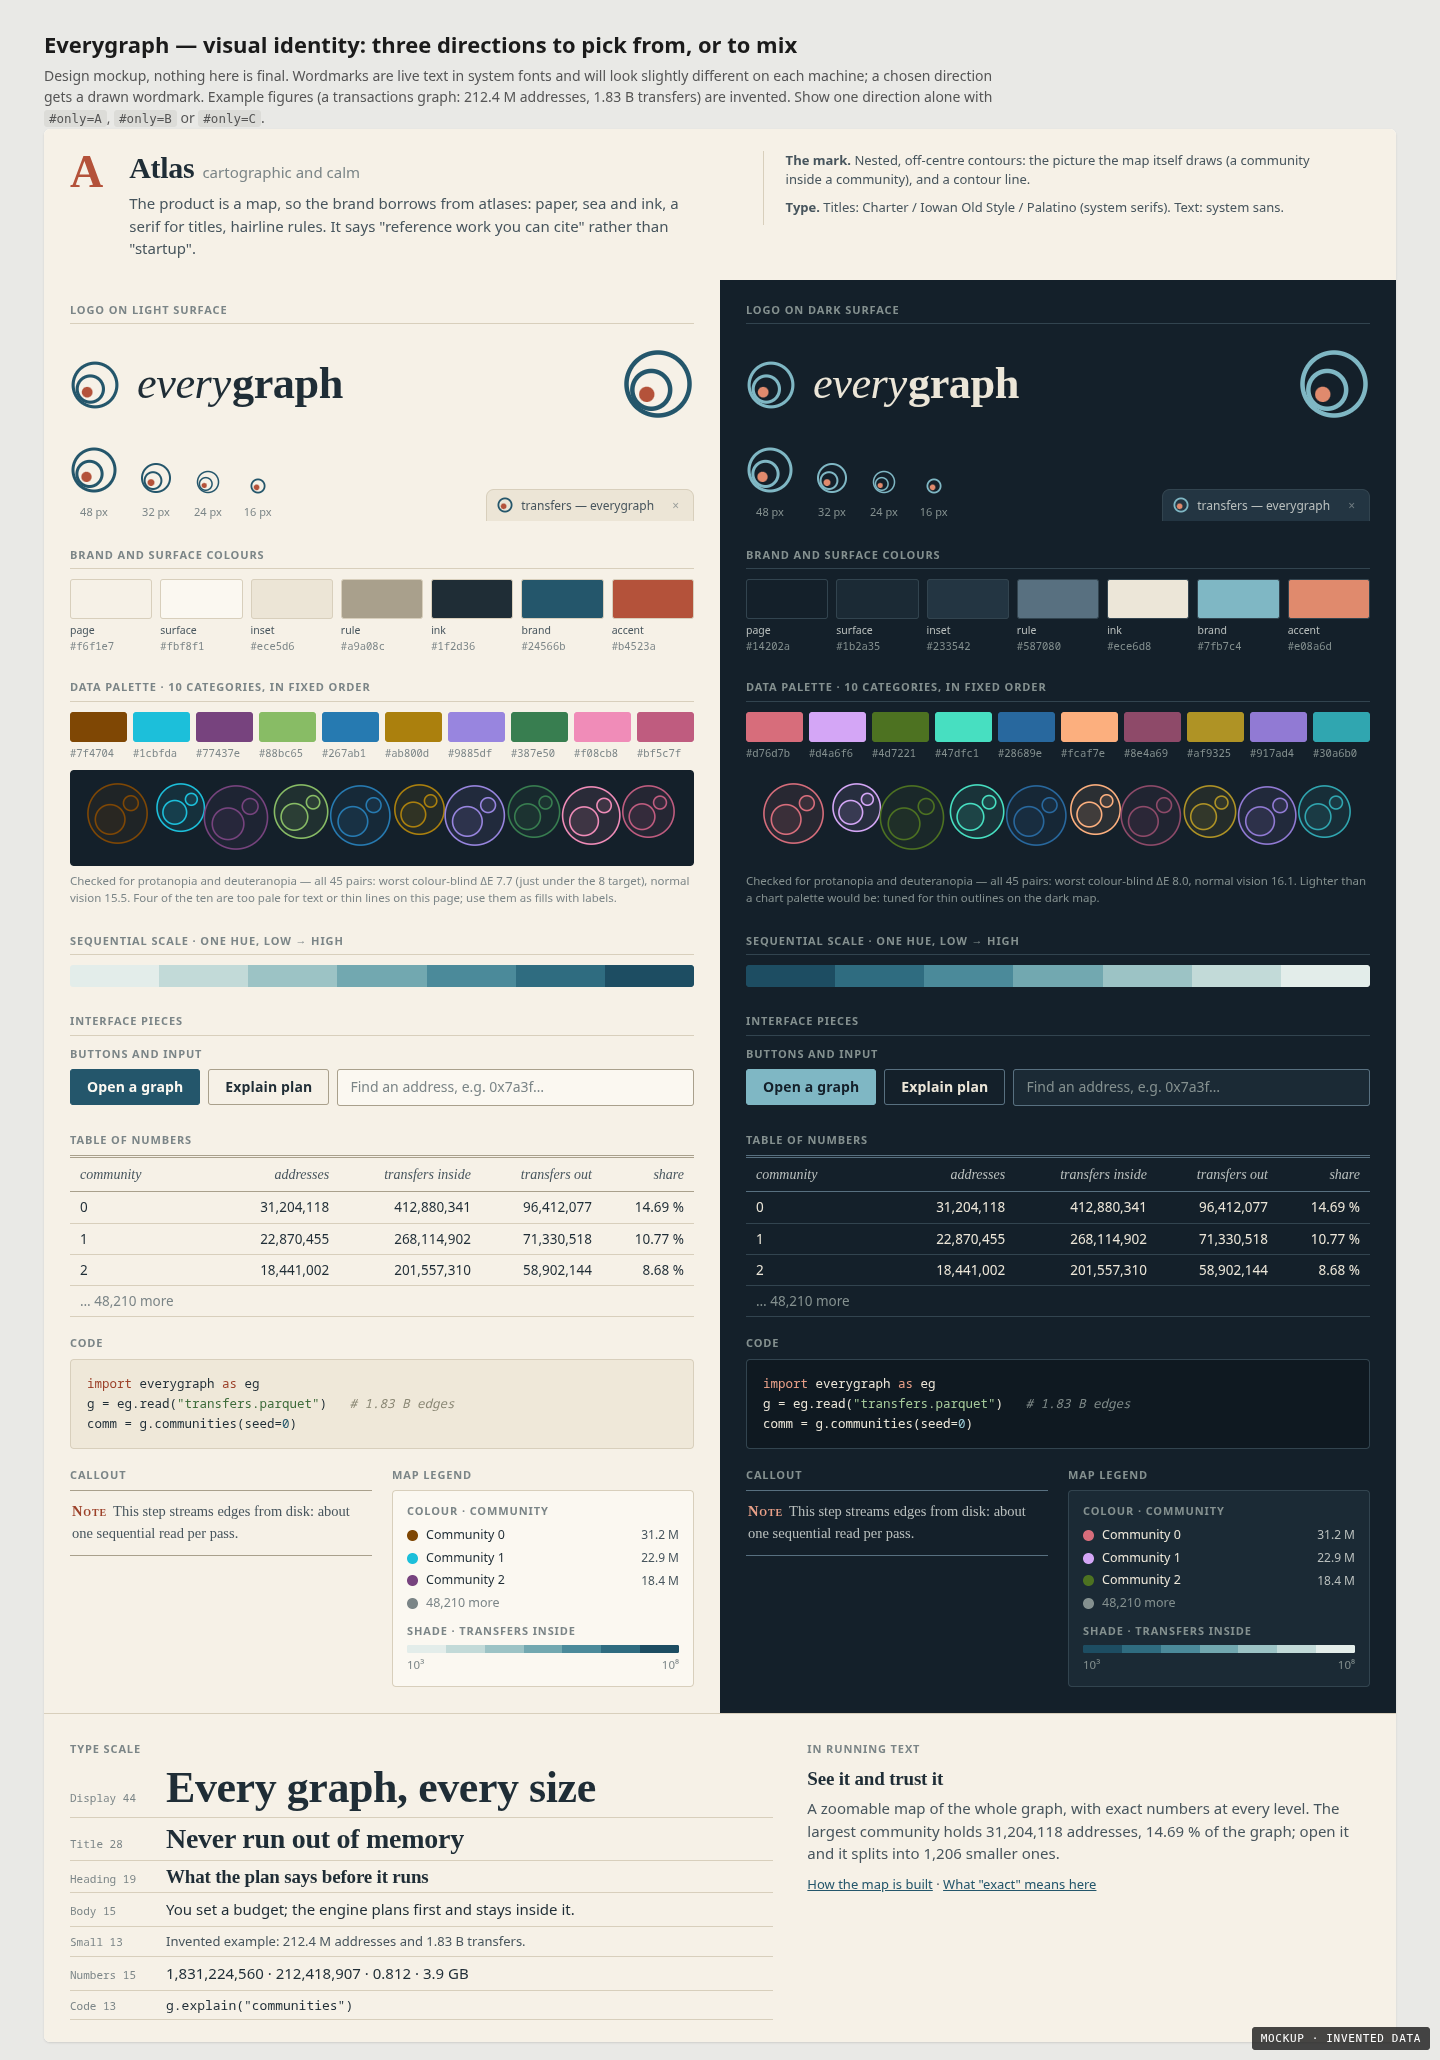 Everygraph — visual identity: three directions to pick from, or to mix
Design mockup, nothing here is final. Wordmarks are live text in system fonts and will look slightly different on each machine; a chosen direction
gets a drawn wordmark. Example figures (a transactions graph: 212.4 M addresses, 1.83 B transfers) are invented. Show one direction alone with
#only=A, #only=B or #only=C.
A
Atlas cartographic and calm
The product is a map, so the brand borrows from atlases: paper, sea and ink, a
serif for titles, hairline rules. It says "reference work you can cite" rather than
"startup".
The mark. Nested, off-centre contours: the picture the map itself draws (a community
inside a community), and a contour line.
Type. Titles: Charter / Iowan Old Style / Palatino (system serifs). Text: system sans.
LOGO ON LIGHT SURFACE
everygraph
48 px 32 px 24 px 16 px
transfers — everygraph ×
BRAND AND SURFACE COLOURS
page surface inset rule ink brand accent
#f6f1e7 #fbf8f1 #ece5d6 #a9a08c #1f2d36 #24566b #b4523a
DATA PALETTE · 10 CATEGORIES, IN FIXED ORDER
#7f4704 #1cbfda #77437e #88bc65 #267ab1 #ab800d #9885df #387e50 #f08cb8 #bf5c7f
Checked for protanopia and deuteranopia — all 45 pairs: worst colour-blind ΔE 7.7 (just under the 8 target), normal
vision 15.5. Four of the ten are too pale for text or thin lines on this page; use them as fills with labels.
SEQUENTIAL SCALE · ONE HUE, LOW → HIGH
INTERFACE PIECES
BUTTONS AND INPUT
Open a graph Explain plan Find an address, e.g. 0x7a3f…
TABLE OF NUMBERS
community addresses transfers inside transfers out share
0 31,204,118 412,880,341 96,412,077 14.69 %
1 22,870,455 268,114,902 71,330,518 10.77 %
2 18,441,002 201,557,310 58,902,144 8.68 %
… 48,210 more
CODE
import everygraph as eg
g = eg.read("transfers.parquet") # 1.83 B edges
comm = g.communities(seed=0)
CALLOUT
NOTE This step streams edges from disk: about
one sequential read per pass.
MAP LEGEND
COLOUR · COMMUNITY
Community 0 31.2 M
Community 1 22.9 M
Community 2 18.4 M
48,210 more
SHADE · TRANSFERS INSIDE
10³ 10⁸
LOGO ON DARK SURFACE
everygraph
48 px 32 px 24 px 16 px
transfers — everygraph ×
BRAND AND SURFACE COLOURS
page surface inset rule ink brand accent
#14202a #1b2a35 #233542 #587080 #ece6d8 #7fb7c4 #e08a6d
DATA PALETTE · 10 CATEGORIES, IN FIXED ORDER
#d76d7b #d4a6f6 #4d7221 #47dfc1 #28689e #fcaf7e #8e4a69 #af9325 #917ad4 #30a6b0
Checked for protanopia and deuteranopia — all 45 pairs: worst colour-blind ΔE 8.0, normal vision 16.1. Lighter than
a chart palette would be: tuned for thin outlines on the dark map.
SEQUENTIAL SCALE · ONE HUE, LOW → HIGH
INTERFACE PIECES
BUTTONS AND INPUT
Open a graph Explain plan Find an address, e.g. 0x7a3f…
TABLE OF NUMBERS
community addresses transfers inside transfers out share
0 31,204,118 412,880,341 96,412,077 14.69 %
1 22,870,455 268,114,902 71,330,518 10.77 %
2 18,441,002 201,557,310 58,902,144 8.68 %
… 48,210 more
CODE
import everygraph as eg
g = eg.read("transfers.parquet") # 1.83 B edges
comm = g.communities(seed=0)
CALLOUT
NOTE This step streams edges from disk: about
one sequential read per pass.
MAP LEGEND
COLOUR · COMMUNITY
Community 0 31.2 M
Community 1 22.9 M
Community 2 18.4 M
48,210 more
SHADE · TRANSFERS INSIDE
10³ 10⁸
TYPE SCALE
Display 44 Every graph, every size
Title 28 Never run out of memory
Heading 19 What the plan says before it runs
Body 15 You set a budget; the engine plans first and stays inside it.
Small 13 Invented example: 212.4 M addresses and 1.83 B transfers.
Numbers 15 1,831,224,560 · 212,418,907 · 0.812 · 3.9 GB
Code 13 g.explain("communities")
IN RUNNING TEXT
See it and trust it
A zoomable map of the whole graph, with exact numbers at every level. The
largest community holds 31,204,118 addresses, 14.69 % of the graph; open it
and it splits into 1,206 smaller ones.
How the map is built · What "exact" means here
MOCKUP · INVENTED DATA